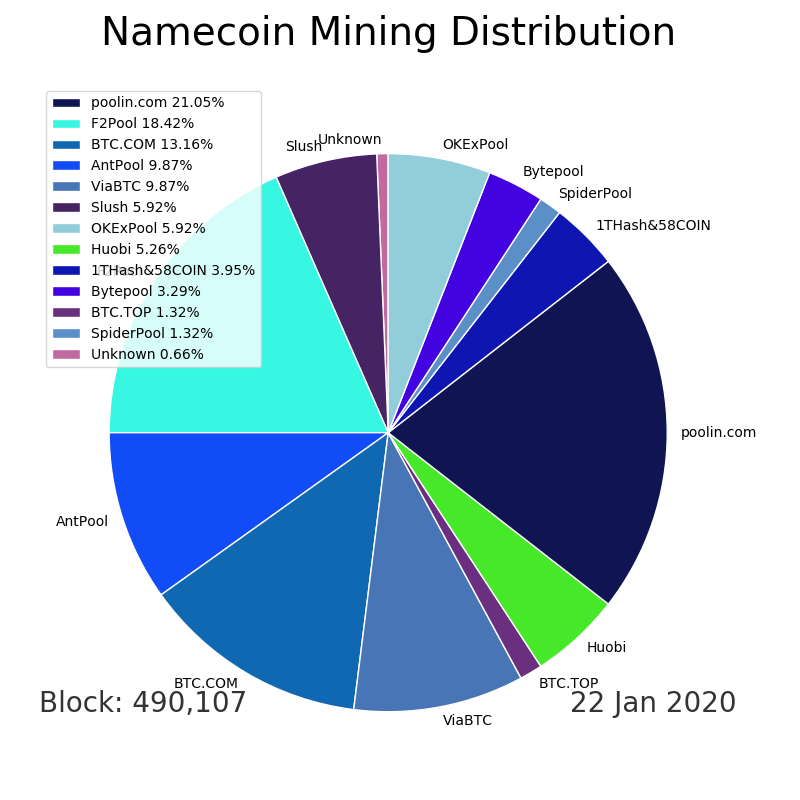 Namecoin Mining Distribution
poolin.com 21.05%
F2Pool 18.42%
BTC.COM 13.16%
AntPool 9.87%
ViaBTC 9.87%
Slush 5.92%
OKExPool 5.92%
Huobi 5.26%
1THash&58COIN 3.95%
Bytepool 3.29%
BTC.TOP 1.32%
SpiderPool 1.32%
Unknown 0.66%
Slush
Unknown
OKExPool
Bytepool
SpiderPool
1THash&58COIN
poolin.com
AntPool
Huobi
BTC.COM
BTC.TOP
Block: 490,107
22 Jan 2020
ViaBTC